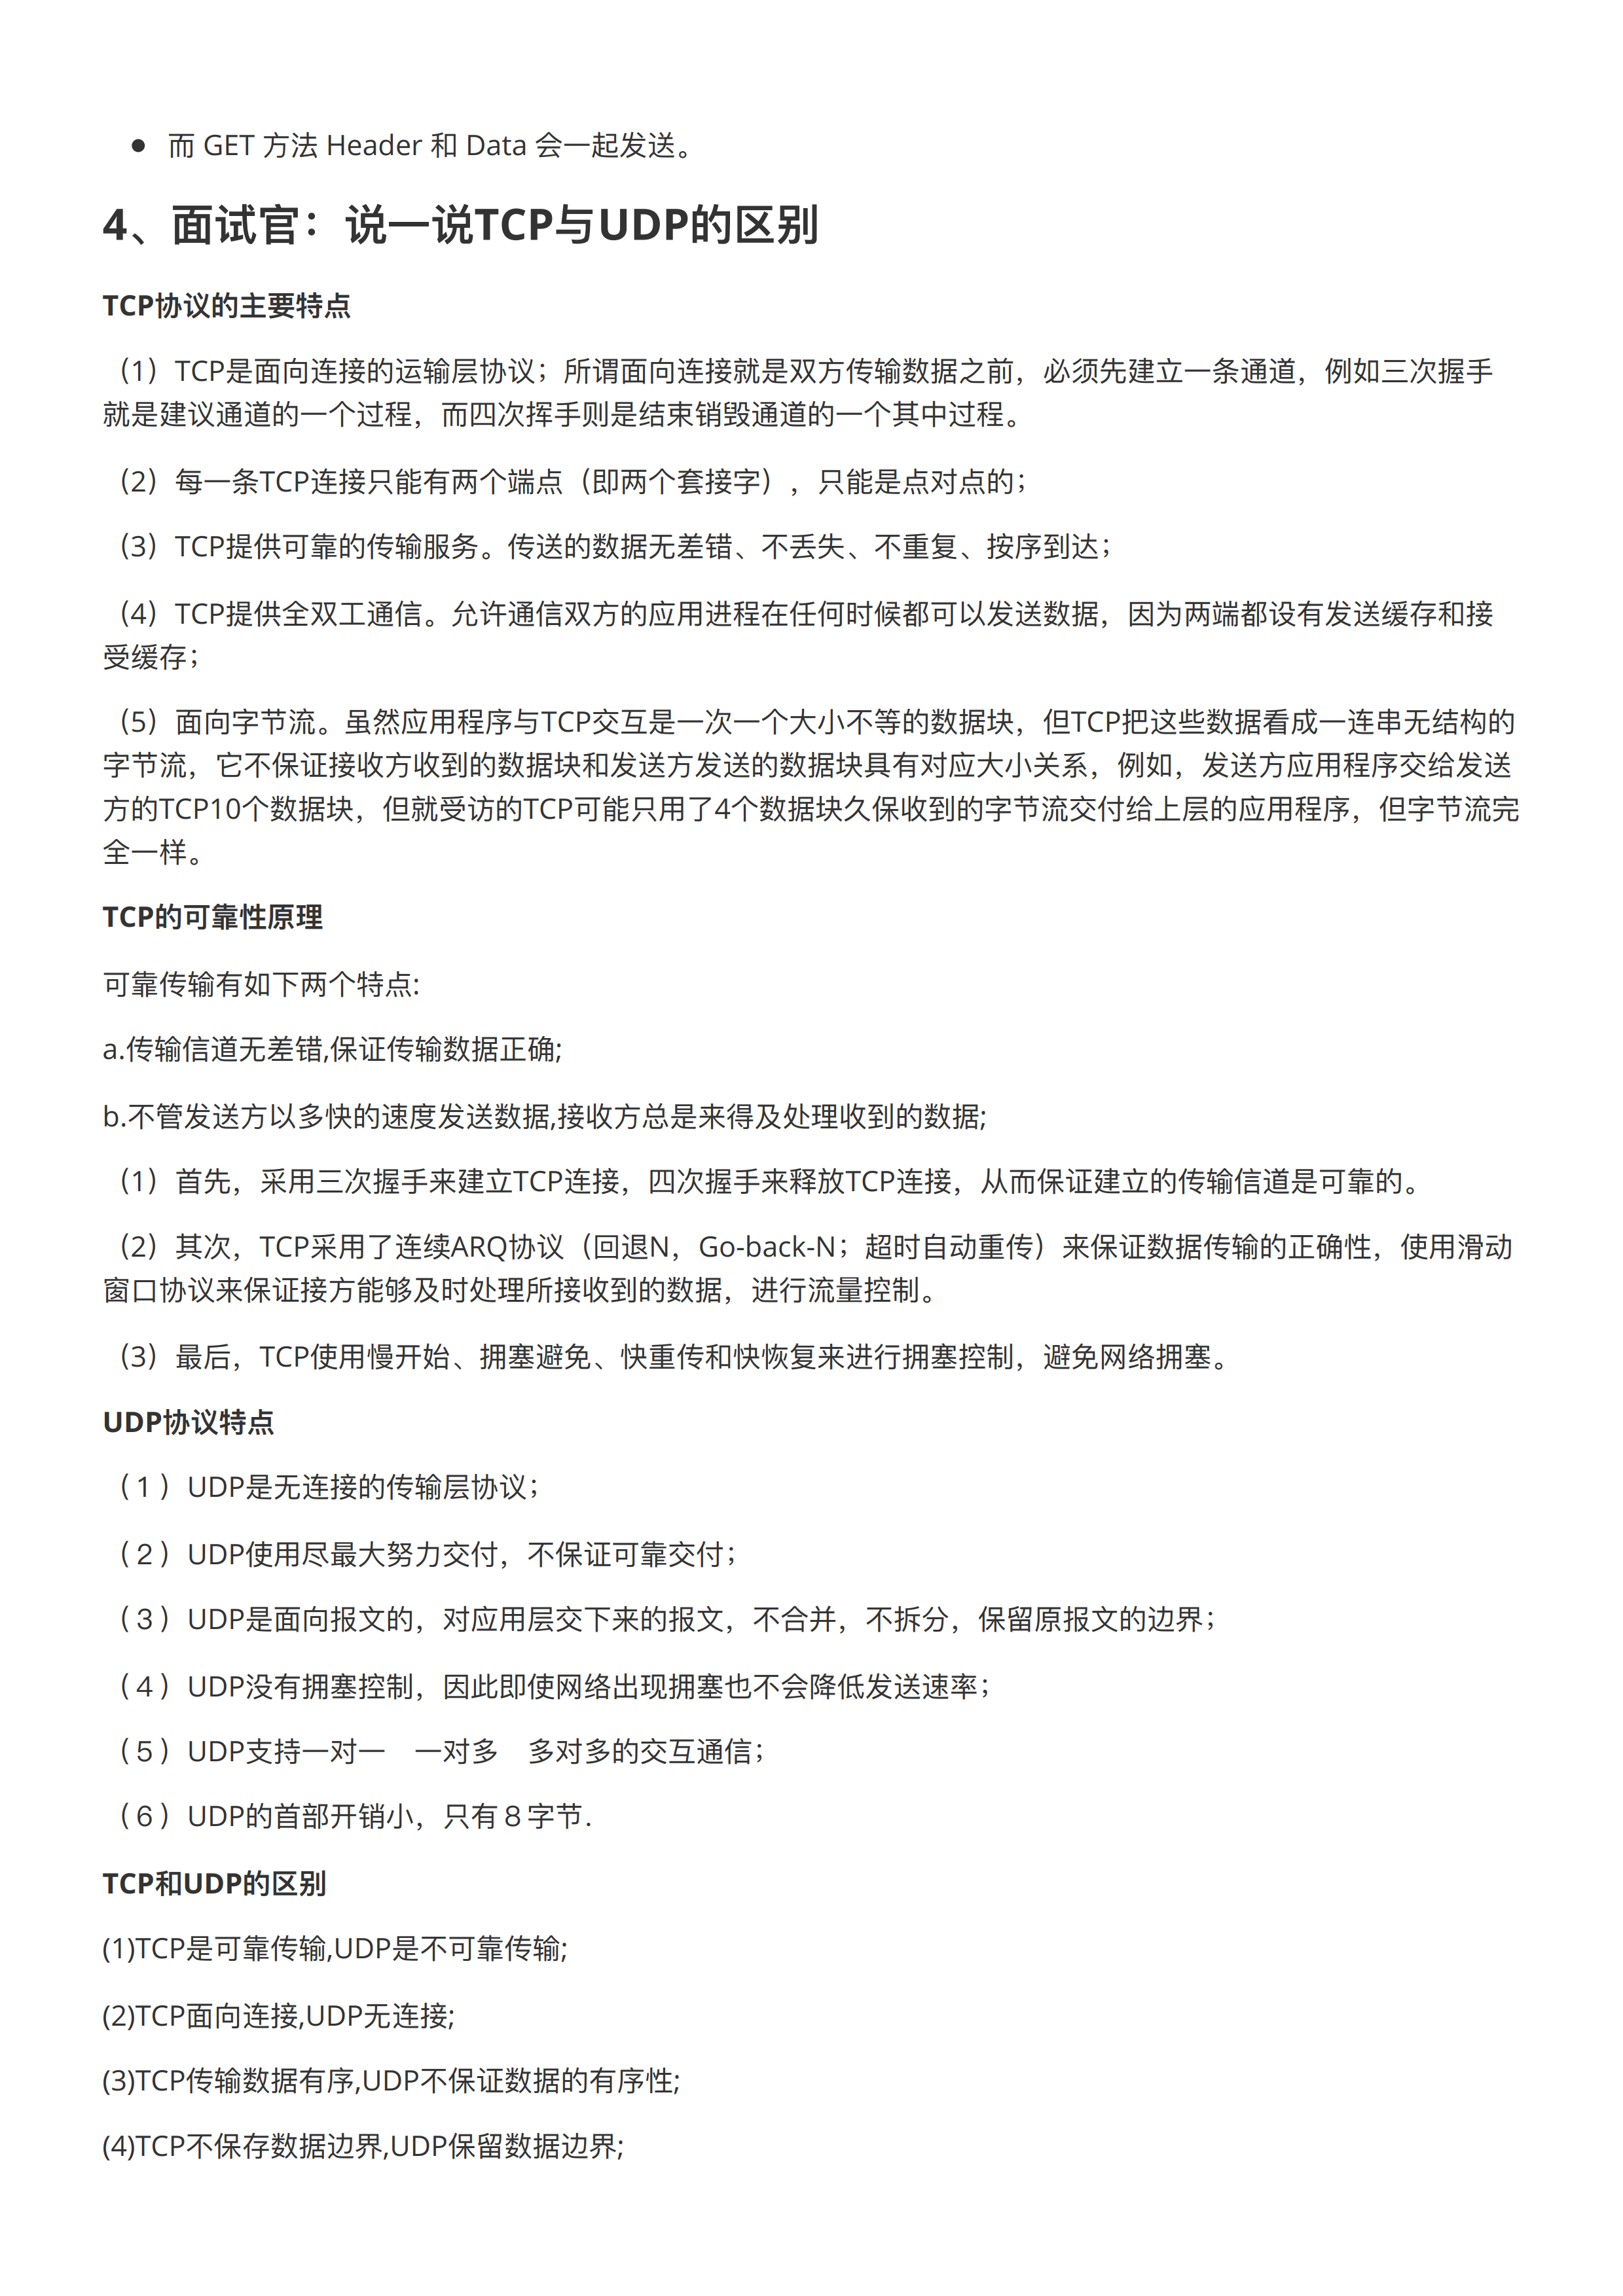 ● 而 GET 方法 Header 和 Data 会一起发送。
4、面试官：说一说TCP与UDP的区别
TCP协议的主要特点
（1）TCP是面向连接的运输层协议；所谓面向连接就是双方传输数据之前，必须先建立一条通道，例如三次握手
就是建议通道的一个过程，而四次挥手则是结束销毁通道的一个其中过程。
（2）每一条TCP连接只能有两个端点（即两个套接字），只能是点对点的；
（3）TCP提供可靠的传输服务。传送的数据无差错、不丢失、不重复、按序到达；
（4）TCP提供全双工通信。允许通信双方的应用进程在任何时候都可以发送数据，因为两端都设有发送缓存和接
受缓存；
（5）面向字节流。虽然应用程序与TCP交互是一次一个大小不等的数据块，但TCP把这些数据看成一连串无结构的
字节流，它不保证接收方收到的数据块和发送方发送的数据块具有对应大小关系，例如，发送方应用程序交给发送
方的TCP10个数据块，但就受访的TCP可能只用了4个数据块久保收到的字节流交付给上层的应用程序，但字节流完
全一样。
TCP的可靠性原理
可靠传输有如下两个特点:
a.传输信道无差错,保证传输数据正确;
b.不管发送方以多快的速度发送数据,接收方总是来得及处理收到的数据;
（1）首先，采用三次握手来建立TCP连接，四次握手来释放TCP连接，从而保证建立的传输信道是可靠的。
（2）其次，TCP采用了连续ARQ协议（回退N，Go-back-N；超时自动重传）来保证数据传输的正确性，使用滑动
窗口协议来保证接方能够及时处理所接收到的数据，进行流量控制。
（3）最后，TCP使用慢开始、拥塞避免、快重传和快恢复来进行拥塞控制，避免网络拥塞。
UDP协议特点
（１）UDP是无连接的传输层协议；
（２）UDP使用尽最大努力交付，不保证可靠交付；
（３）UDP是面向报文的，对应用层交下来的报文，不合并，不拆分，保留原报文的边界；
（４）UDP没有拥塞控制，因此即使网络出现拥塞也不会降低发送速率；
（５）UDP支持一对一　一对多　多对多的交互通信；
（６）UDP的首部开销小，只有８字节.
TCP和UDP的区别
(1)TCP是可靠传输,UDP是不可靠传输;
(2)TCP面向连接,UDP无连接;
(3)TCP传输数据有序,UDP不保证数据的有序性;
(4)TCP不保存数据边界,UDP保留数据边界;